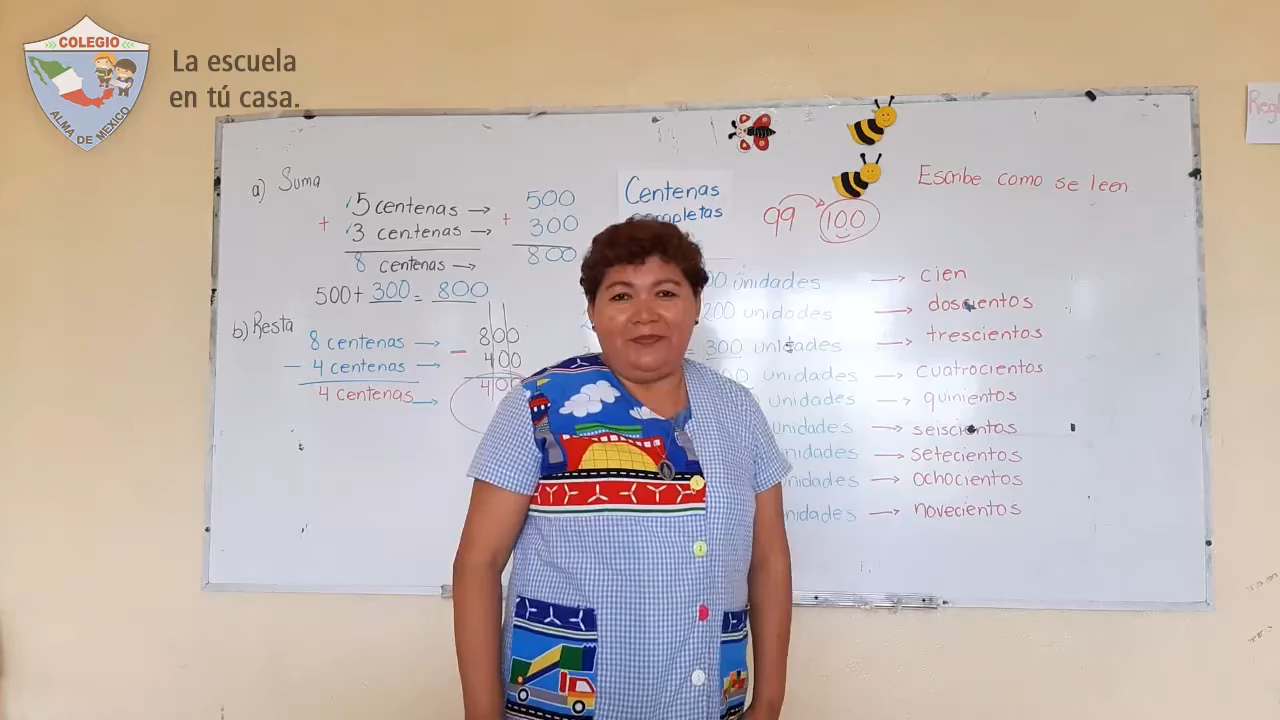 COLEGIO
ALMA DE MEXICO
La escuela
en tú casa.
a) Suma
+ 5 centenas → + 500
3 centenas → 300
8 centenas → 800
500 + 300 = 800
b) Resta
8 centenas → - 800
- 4 centenas → 400
4 centenas → 400
Centenas
completas
99 100
Escribe como se leen
unidades → cien
200 unidades → doscientos
= 300 unidades → trescientos
unidades → cuatrocientos
unidades → quinientos
unidades → seiscientos
unidades → setecientos
unidades → ochocientos
unidades → novecientos